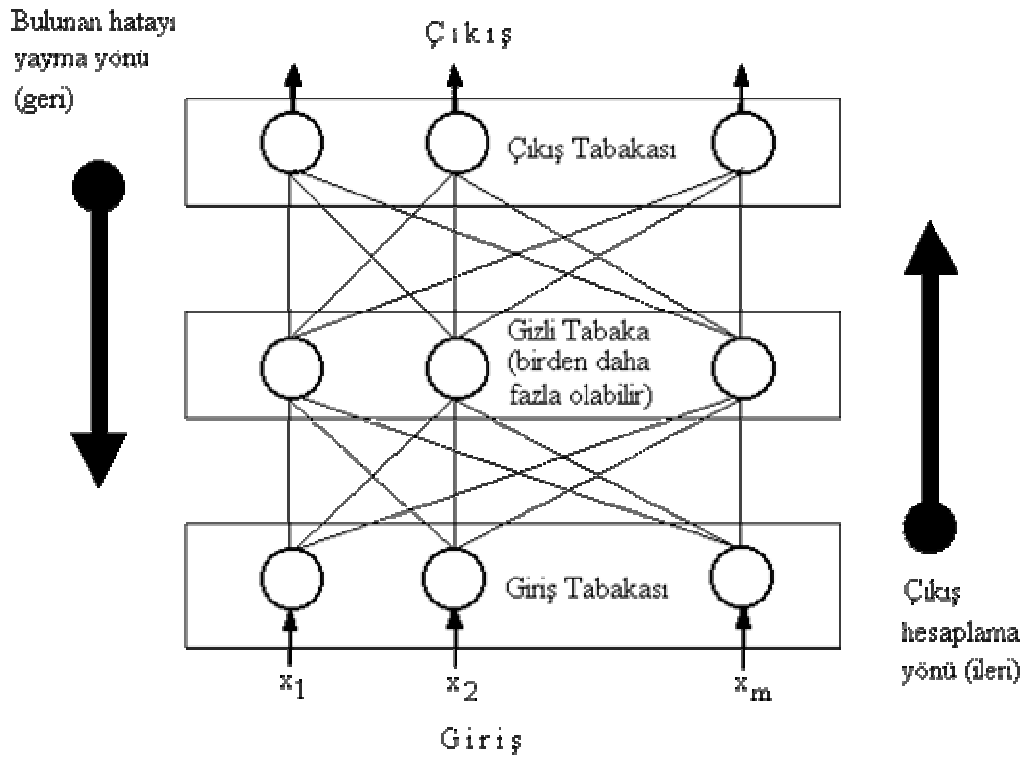 Bulunan hatayı
yayma yönü
(geri)
Çıkış
Çıkış Tabakası
Gizli Tabaka
(birden daha
fazla olabilir)
Giriş Tabakası
Çıkış
hesaplama
yönü (ileri)
x1 x2 xm
Giriş